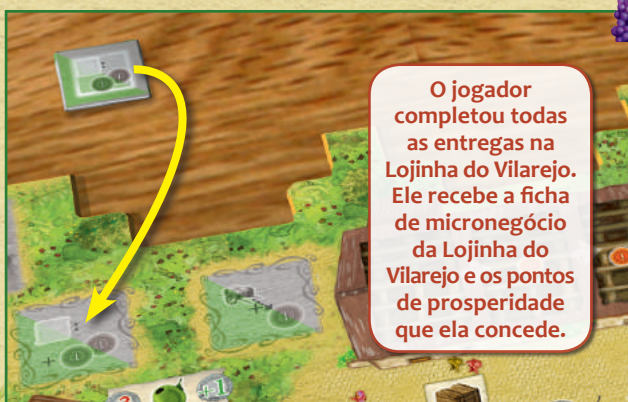 O jogador
completou todas
as entregas na
Lojinha do Vilarejo.
Ele recebe a ficha
de micronegócio
da Lojinha do
Vilarejo e os pontos
de prosperidade
que ela concede.
+1